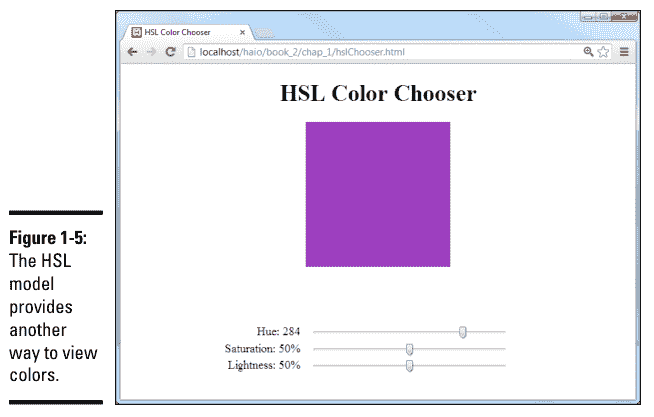 HSL Color Chooser
localhost/haio/book_2/chap_1/hslChooser.html
HSL Color Chooser
Figure 1-5:
The HSL
model
provides
another
way to view
colors.
Hue: 284
Saturation: 50%
Lightness: 50%